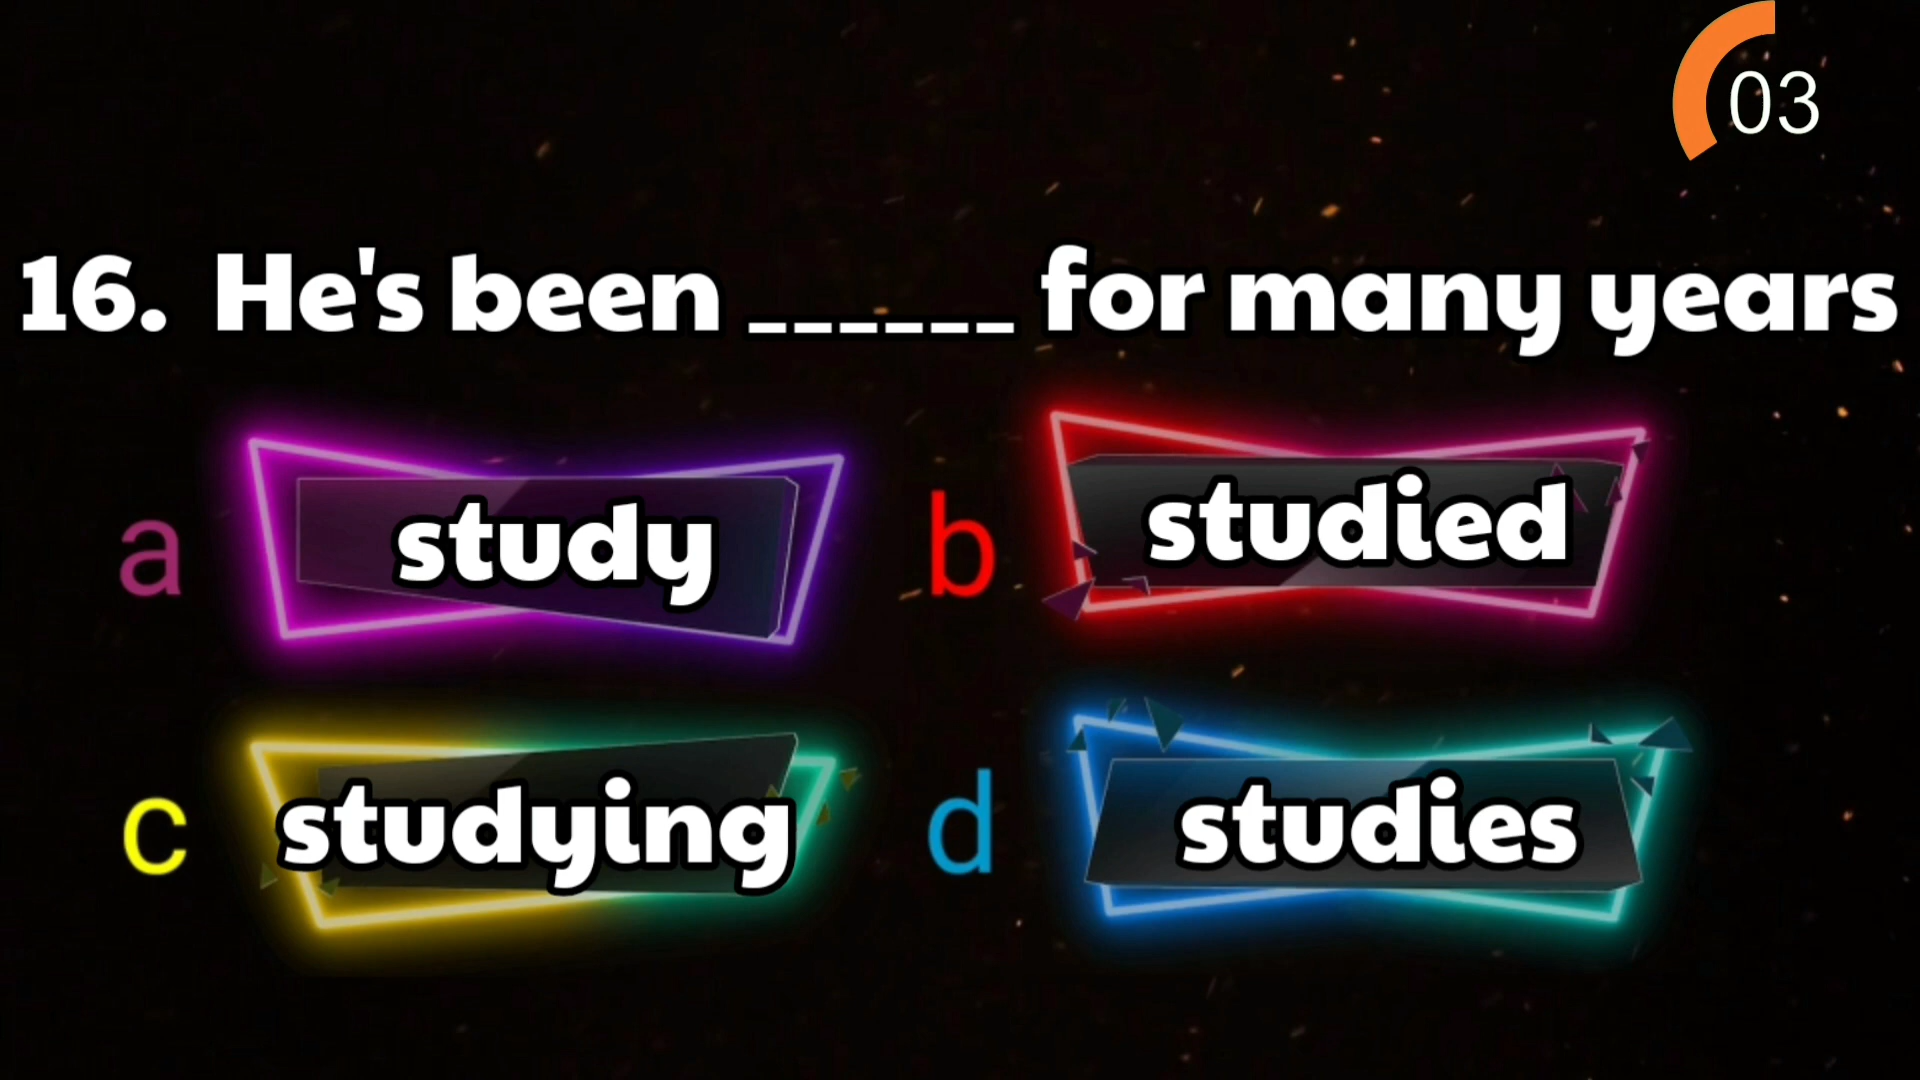 03
16. He's been ______ for many years
a study
b studied
c studying
d studies